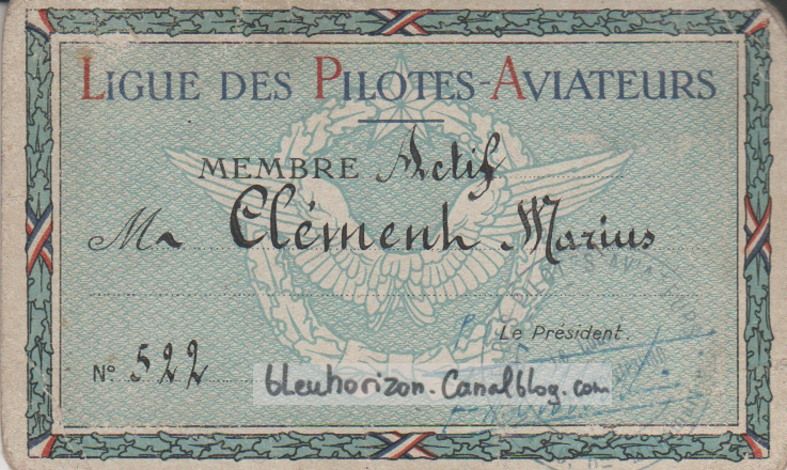 LIGUE DES PILOTES-AVIATEURS
MEMBRE Actif
Mr Clément Marius
Le Président.
N° 522
bleuhorizon.canalblog.com